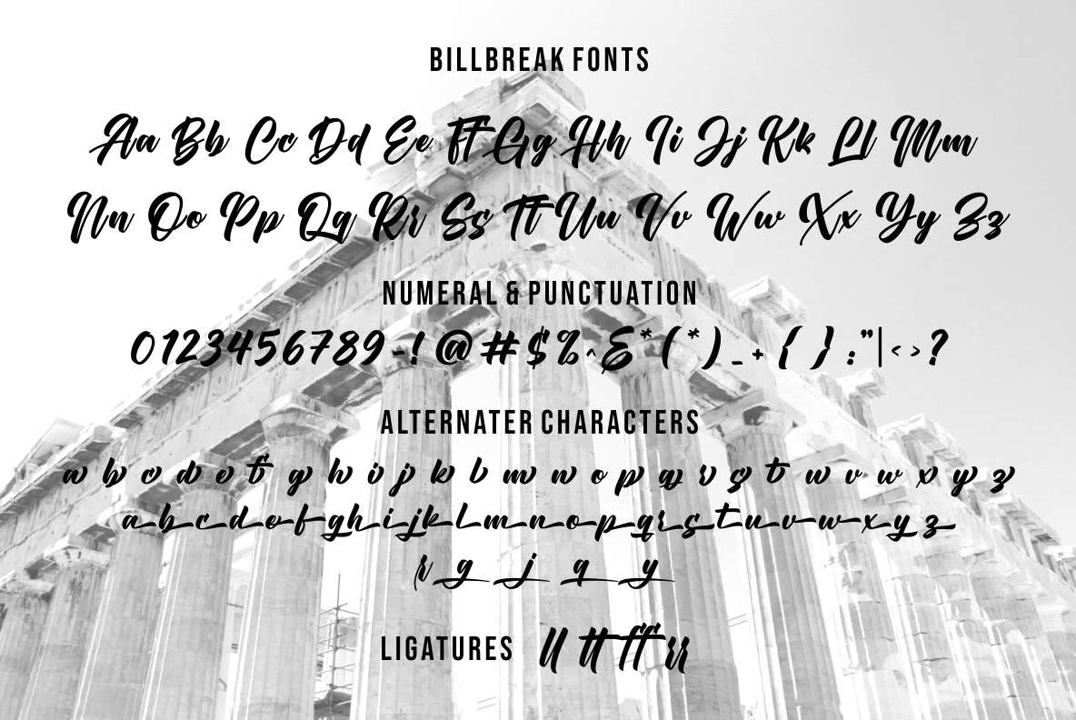 BILLBREAK FONTS
Aa Bb Cc Dd Ee Ff Gg Hh Ii Jj Kk Ll Mm
Nn Oo Pp Qq Rr Ss Tt Uu Vv Ww Xx Yy Zz
NUMERAL & PUNCTUATION
0123456789-! @ # $ % ^ & * ( * ) _ + { } : " | < > ?
ALTERNATER CHARACTERS
a b c d e f g h i j k l m n o p q r s t u v w x y z
a b c d e f g h i j k l m n o p q r s t u v w x y z
r g j q y
LIGATURES ll tt ff rr